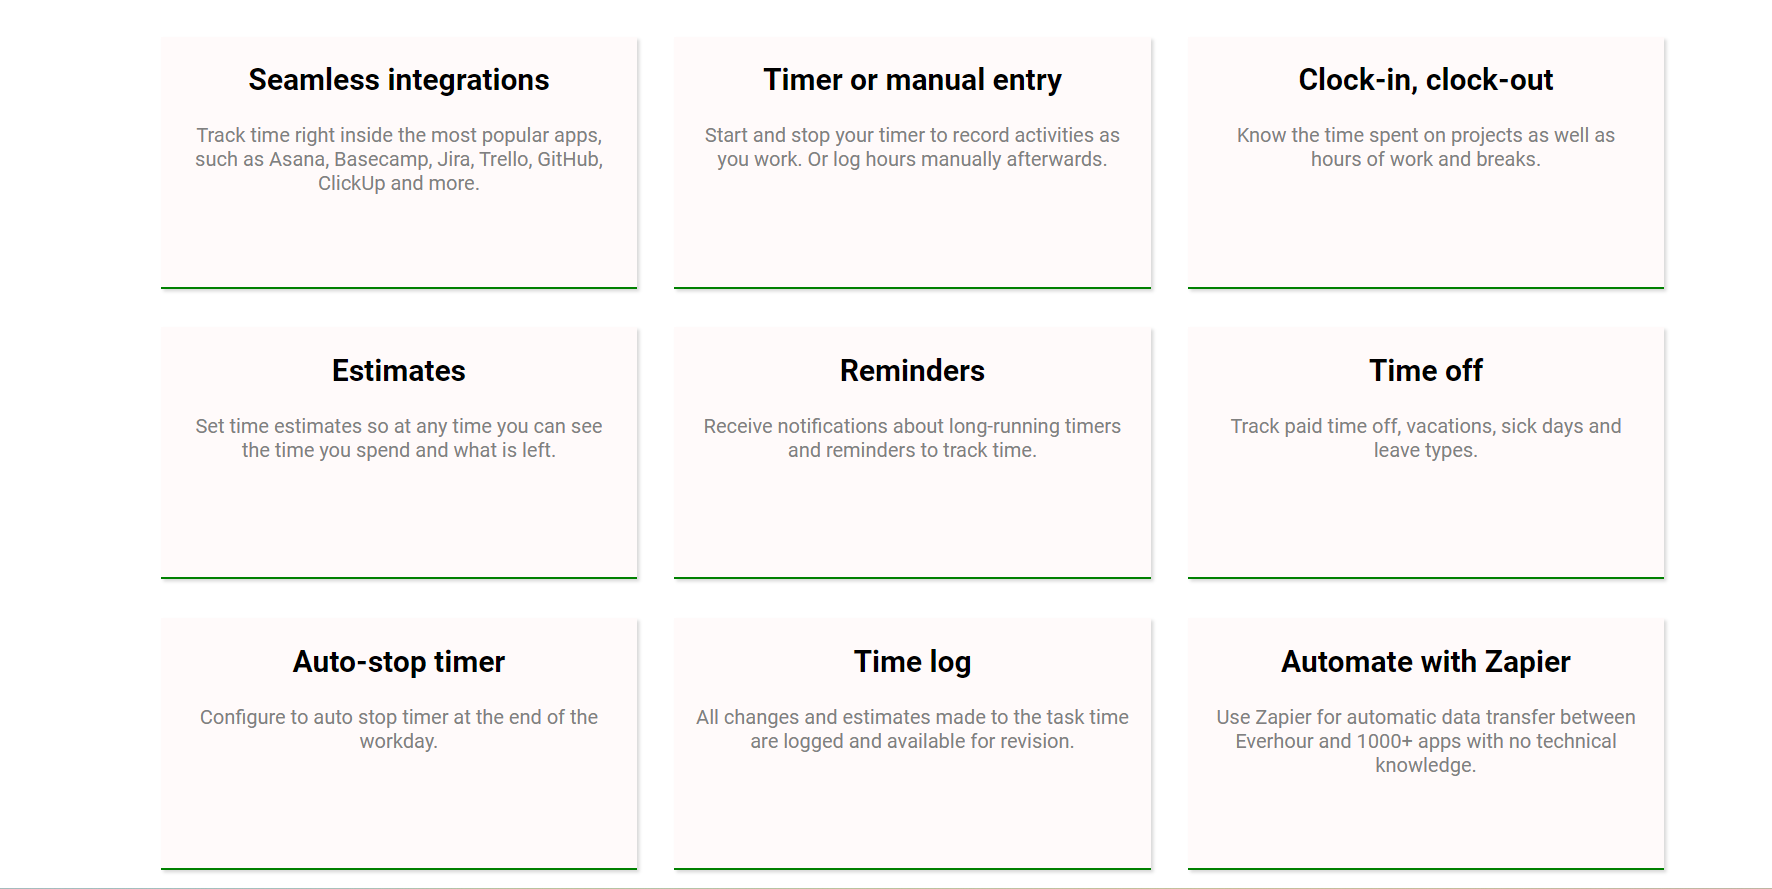 Seamless integrations
Track time right inside the most popular apps,
such as Asana, Basecamp, Jira, Trello, GitHub,
ClickUp and more.
Timer or manual entry
Start and stop your timer to record activities as
you work. Or log hours manually afterwards.
Clock-in, clock-out
Know the time spent on projects as well as
hours of work and breaks.
Estimates
Set time estimates so at any time you can see
the time you spend and what is left.
Reminders
Receive notifications about long-running timers
and reminders to track time.
Time off
Track paid time off, vacations, sick days and
leave types.
Auto-stop timer
Configure to auto stop timer at the end of the
workday.
Time log
All changes and estimates made to the task time
are logged and available for revision.
Automate with Zapier
Use Zapier for automatic data transfer between
Everhour and 1000+ apps with no technical
knowledge.